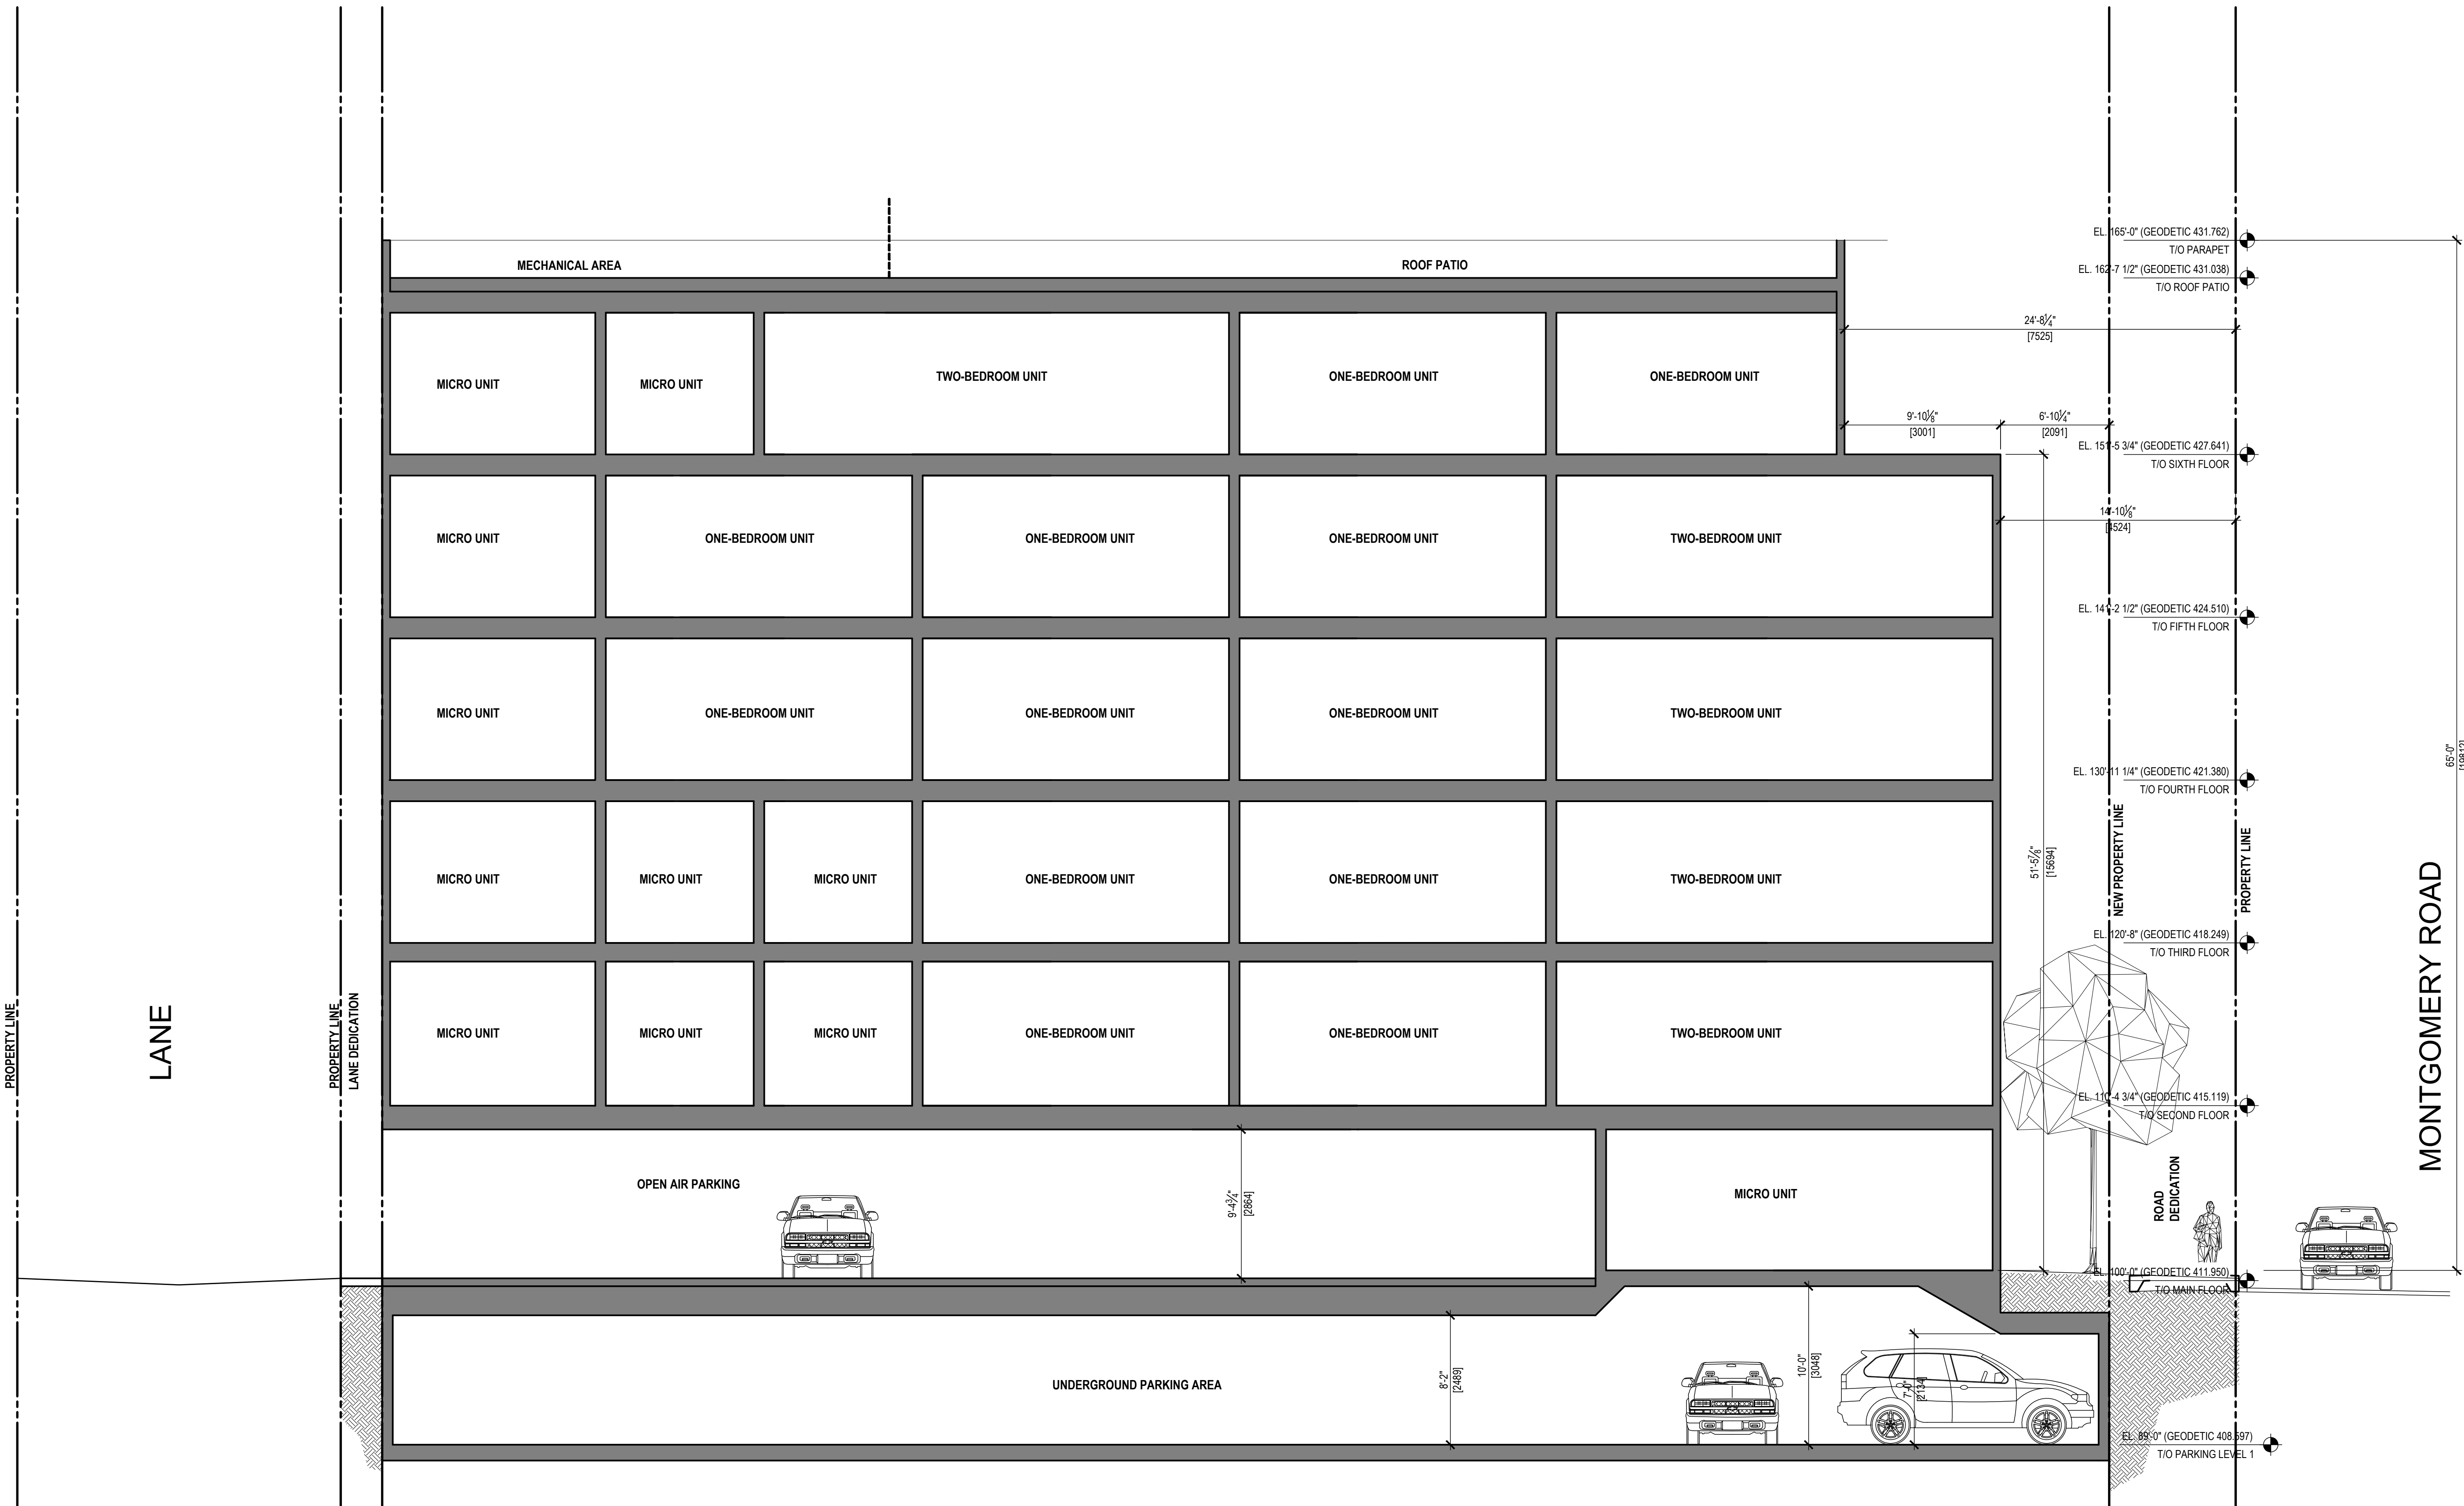 EL. 165'-0" (GEODETIC 431.762)
T/O PARAPET
MECHANICAL AREA
ROOF PATIO
EL. 162'-7 1/2" (GEODETIC 431.038)
T/O ROOF PATIO
24'-8¼"
[7525]
MICRO UNIT
MICRO UNIT
TWO-BEDROOM UNIT
ONE-BEDROOM UNIT
ONE-BEDROOM UNIT
9'-10⅛"
[3001]
6'-10¼"
[2091]
EL. 151'-5 3/4" (GEODETIC 427.641)
T/O SIXTH FLOOR
14'-10⅛"
[4524]
MICRO UNIT
ONE-BEDROOM UNIT
ONE-BEDROOM UNIT
ONE-BEDROOM UNIT
TWO-BEDROOM UNIT
EL. 141'-2 1/2" (GEODETIC 424.510)
T/O FIFTH FLOOR
MICRO UNIT
ONE-BEDROOM UNIT
ONE-BEDROOM UNIT
ONE-BEDROOM UNIT
TWO-BEDROOM UNIT
65'-0"
[19812]
EL. 130'-11 1/4" (GEODETIC 421.380)
T/O FOURTH FLOOR
MICRO UNIT
MICRO UNIT
MICRO UNIT
ONE-BEDROOM UNIT
ONE-BEDROOM UNIT
TWO-BEDROOM UNIT
51'-5⅞"
[15694]
NEW PROPERTY LINE
PROPERTY LINE
MONTGOMERY ROAD
EL. 120'-8" (GEODETIC 418.249)
T/O THIRD FLOOR
PROPERTY LINE
LANE
PROPERTY LINE
LANE DEDICATION
MICRO UNIT
MICRO UNIT
MICRO UNIT
ONE-BEDROOM UNIT
ONE-BEDROOM UNIT
TWO-BEDROOM UNIT
EL. 110'-4 3/4" (GEODETIC 415.119)
T/O SECOND FLOOR
OPEN AIR PARKING
9'-4¾"
[2864]
MICRO UNIT
ROAD
DEDICATION
EL. 100'-0" (GEODETIC 411.950)
T/O MAIN FLOOR
UNDERGROUND PARKING AREA
8'-2"
[2489]
10'-0"
[3048]
7'-0"
[2134]
EL. 89'-0" (GEODETIC 408.597)
T/O PARKING LEVEL 1